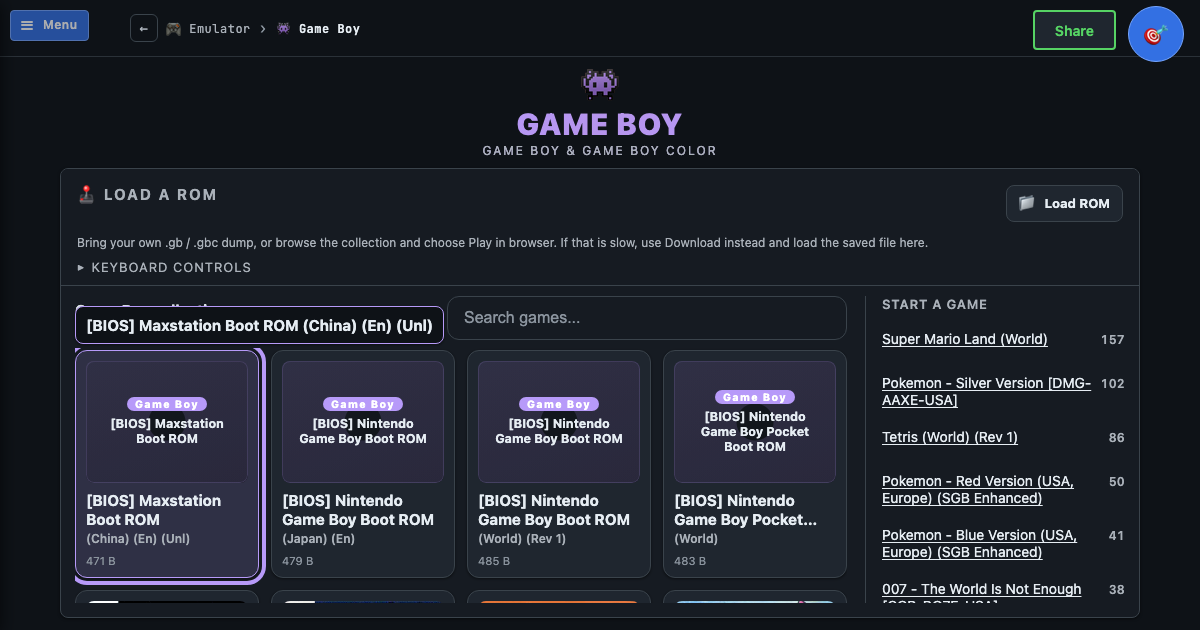 Menu
←
Emulator > Game Boy
Share
GAME BOY
GAME BOY & GAME BOY COLOR
LOAD A ROM
Load ROM
Bring your own .gb / .gbc dump, or browse the collection and choose Play in browser. If that is slow, use Download instead and load the saved file here.
▸ KEYBOARD CONTROLS
[BIOS] Maxstation Boot ROM (China) (En) (Unl)
Search games...
Game Boy
[BIOS] Maxstation
Boot ROM
[BIOS] Maxstation
Boot ROM
(China) (En) (Unl)
471 B
Game Boy
[BIOS] Nintendo
Game Boy Boot ROM
[BIOS] Nintendo
Game Boy Boot ROM
(Japan) (En)
479 B
Game Boy
[BIOS] Nintendo
Game Boy Boot ROM
[BIOS] Nintendo
Game Boy Boot ROM
(World) (Rev 1)
485 B
Game Boy
[BIOS] Nintendo
Game Boy Pocket
Boot ROM
[BIOS] Nintendo
Game Boy Pocket...
(World)
483 B
START A GAME
Super Mario Land (World) 157
Pokemon - Silver Version [DMG- 102
AAXE-USA]
Tetris (World) (Rev 1) 86
Pokemon - Red Version (USA, 50
Europe) (SGB Enhanced)
Pokemon - Blue Version (USA, 41
Europe) (SGB Enhanced)
007 - The World Is Not Enough 38